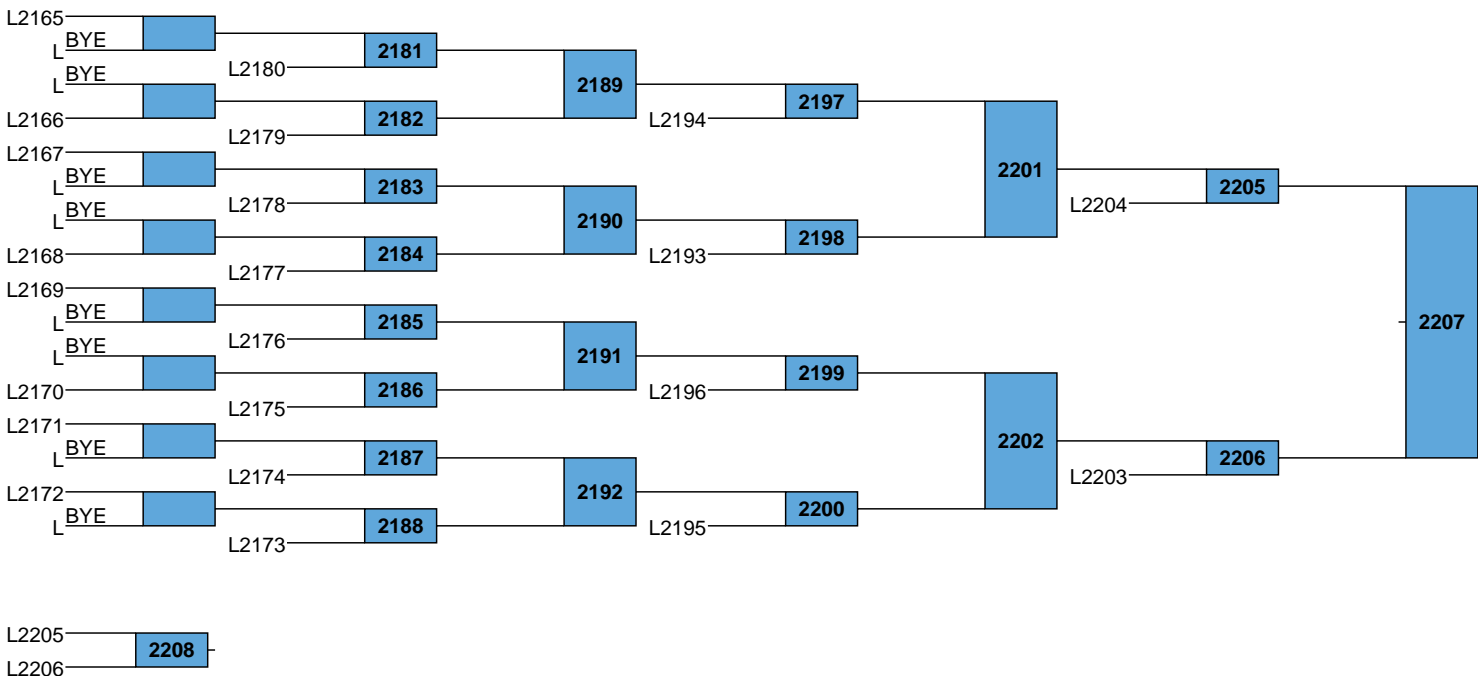 L2165
BYE
L
2181
L2180
BYE
L
2189
2197
L2166
2182
L2179
L2194
L2167
BYE
L
2183
2201
L2178
2205
BYE
L
2190
L2204
2198
L2168
2184
L2177
L2193
L2169
BYE
L
2185
2207
L2176
BYE
L
2191
2199
L2170
2186
L2175
L2196
L2171
BYE
L
2187
2202
2206
L2174
L2203
L2172
BYE
L
2192
2200
2188
L2173
L2195
L2205
2208
L2206